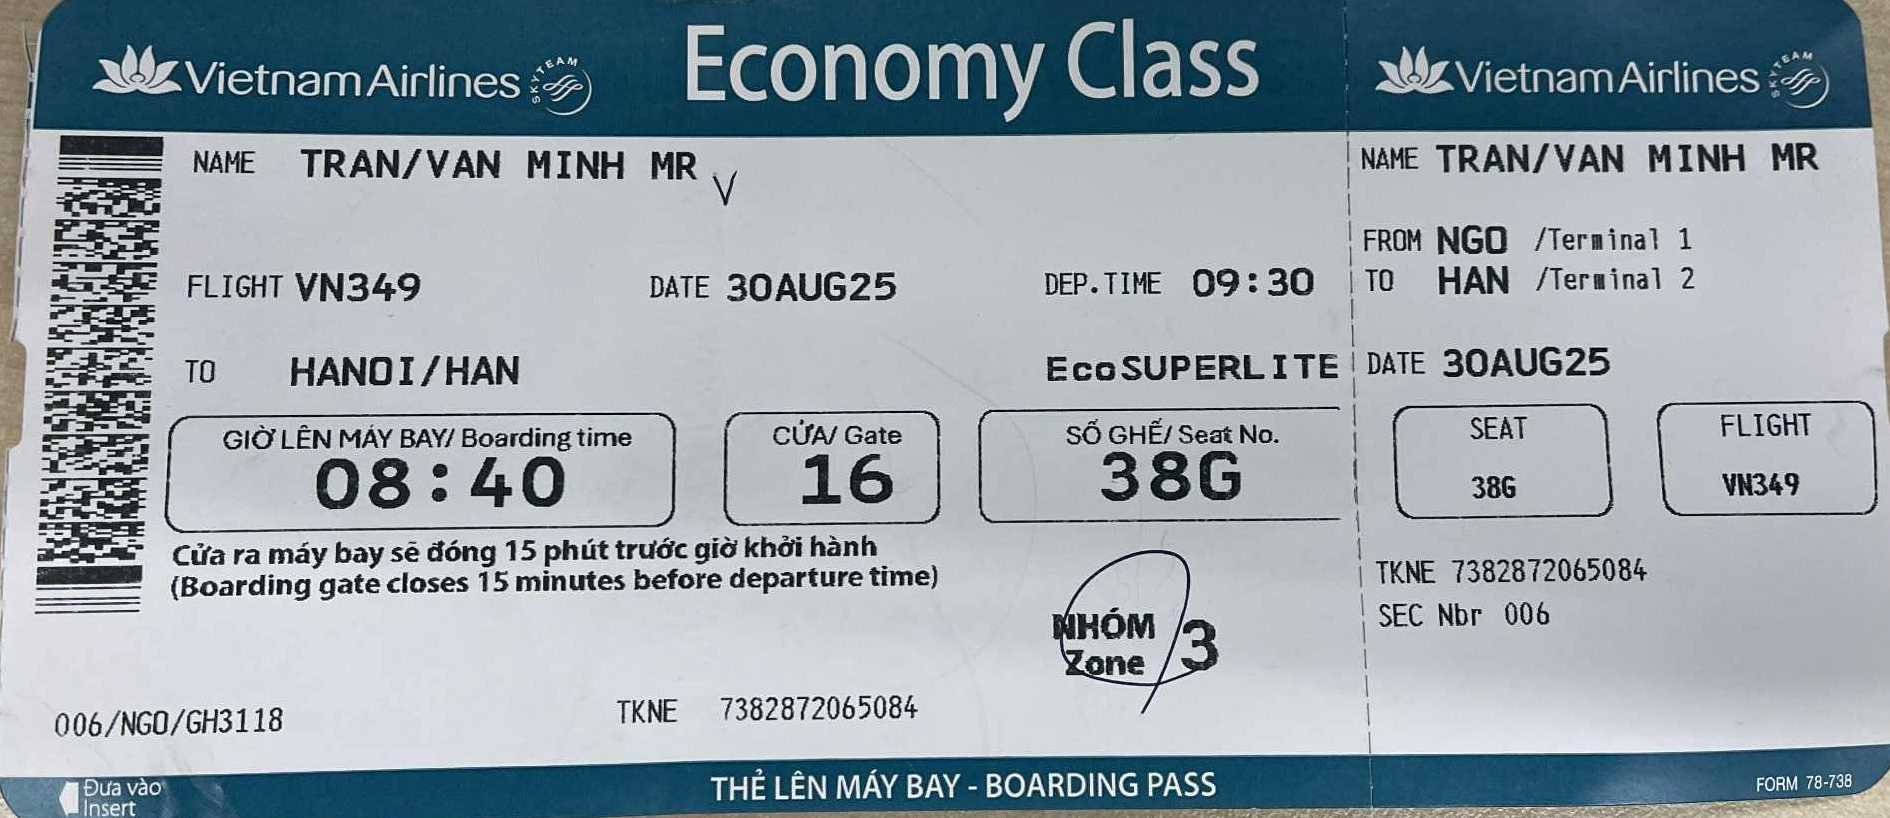 Vietnam Airlines SKYTEAM Economy Class Vietnam Airlines SKYTEAM
NAME TRAN/VAN MINH MR V
FLIGHT VN349 DATE 30AUG25 DEP.TIME 09:30
TO HANOI/HAN EcoSUPERLITE
GIỜ LÊN MÁY BAY/ Boarding time
08:40
CỬA/ Gate
16
SỐ GHẾ/ Seat No.
38G
Cửa ra máy bay sẽ đóng 15 phút trước giờ khởi hành
(Boarding gate closes 15 minutes before departure time)
NHÓM
Zone 3
006/NGO/GH3118 TKNE 7382872065084
NAME TRAN/VAN MINH MR
FROM NGO /Terminal 1
TO HAN /Terminal 2
DATE 30AUG25
SEAT
38G
FLIGHT
VN349
TKNE 7382872065084
SEC Nbr 006
Đưa vào
Insert
THẺ LÊN MÁY BAY - BOARDING PASS
FORM 78-738